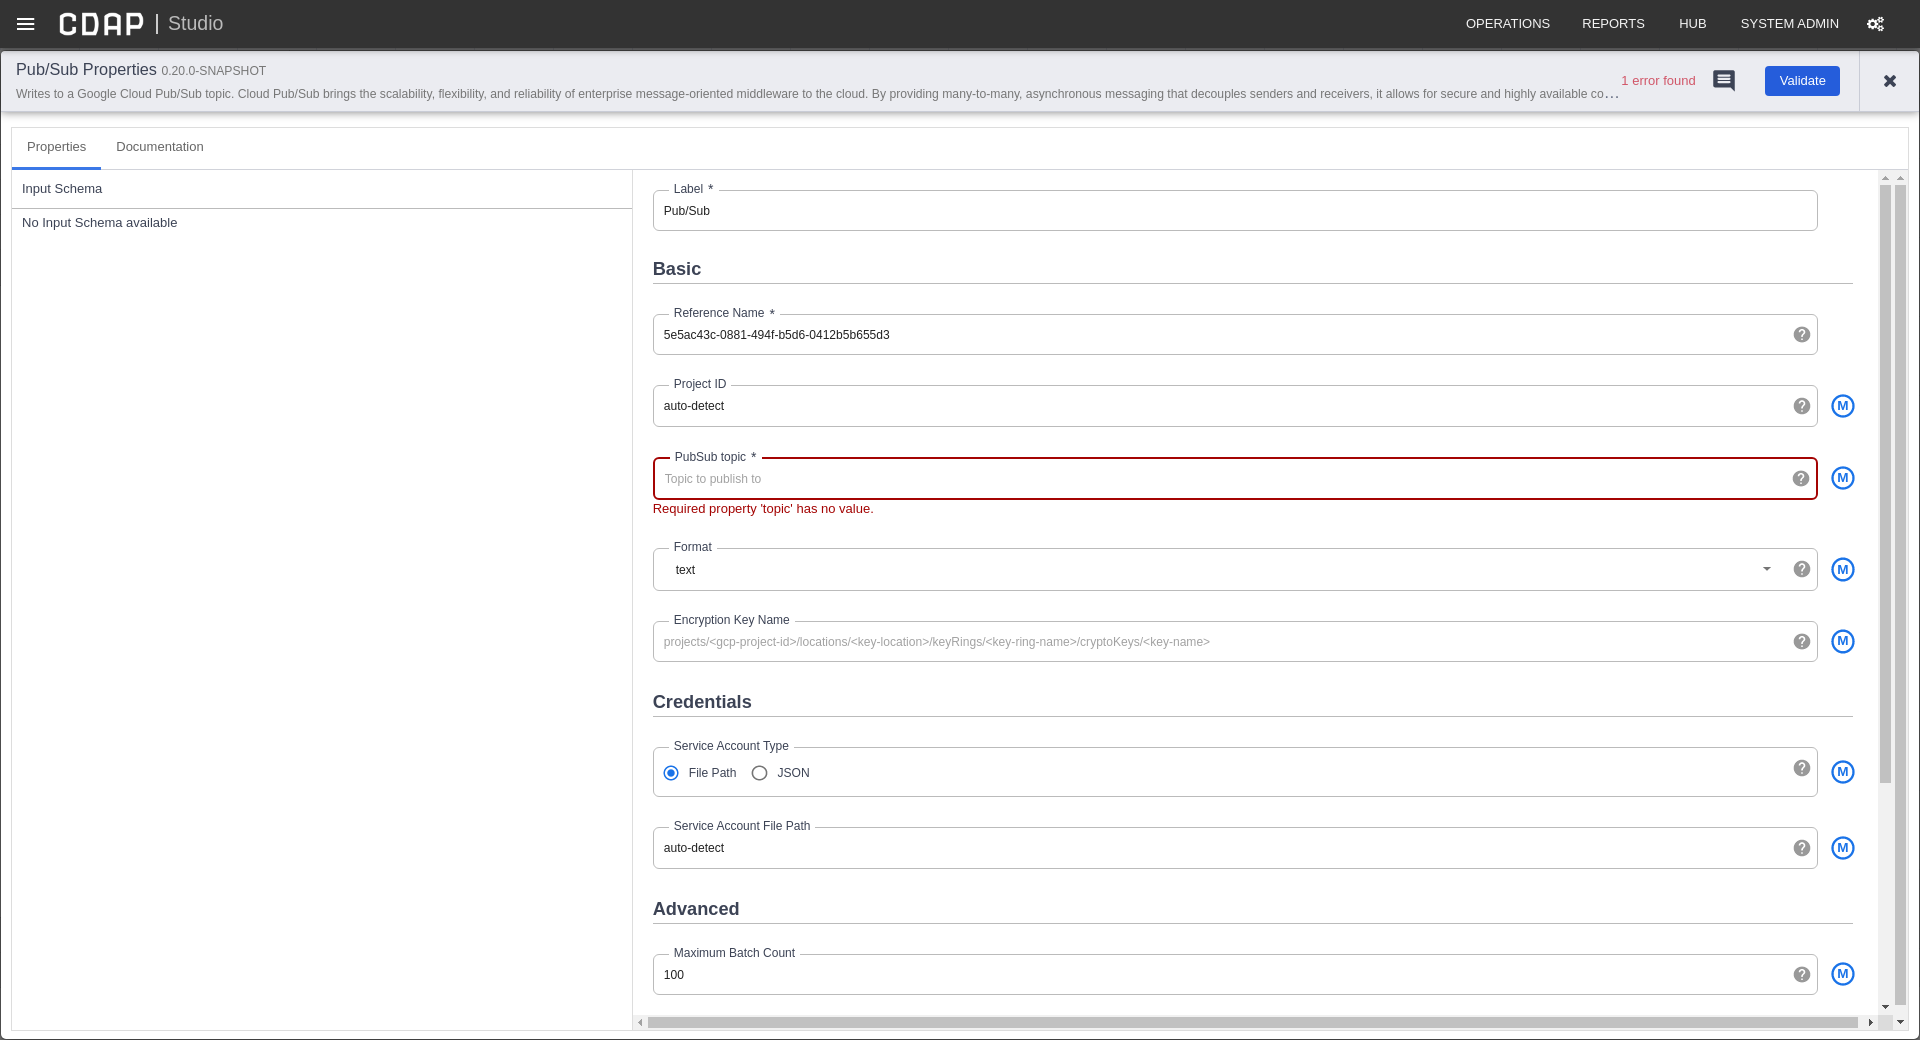 CDAP | Studio
OPERATIONS REPORTS HUB SYSTEM ADMIN
Pub/Sub Properties 0.20.0-SNAPSHOT
Writes to a Google Cloud Pub/Sub topic. Cloud Pub/Sub brings the scalability, flexibility, and reliability of enterprise message-oriented middleware to the cloud. By providing many-to-many, asynchronous messaging that decouples senders and receivers, it allows for secure and highly available co...
1 error found
Validate
Properties Documentation
Input Schema
No Input Schema available
Label *
Pub/Sub
Basic
Reference Name *
5e5ac43c-0881-494f-b5d6-0412b5b655d3
?
Project ID
auto-detect
? M
PubSub topic *
Topic to publish to
? M
Required property 'topic' has no value.
Format
text
? M
Encryption Key Name
projects/<gcp-project-id>/locations/<key-location>/keyRings/<key-ring-name>/cryptoKeys/<key-name>
? M
Credentials
Service Account Type
File Path JSON
? M
Service Account File Path
auto-detect
? M
Advanced
Maximum Batch Count
100
? M